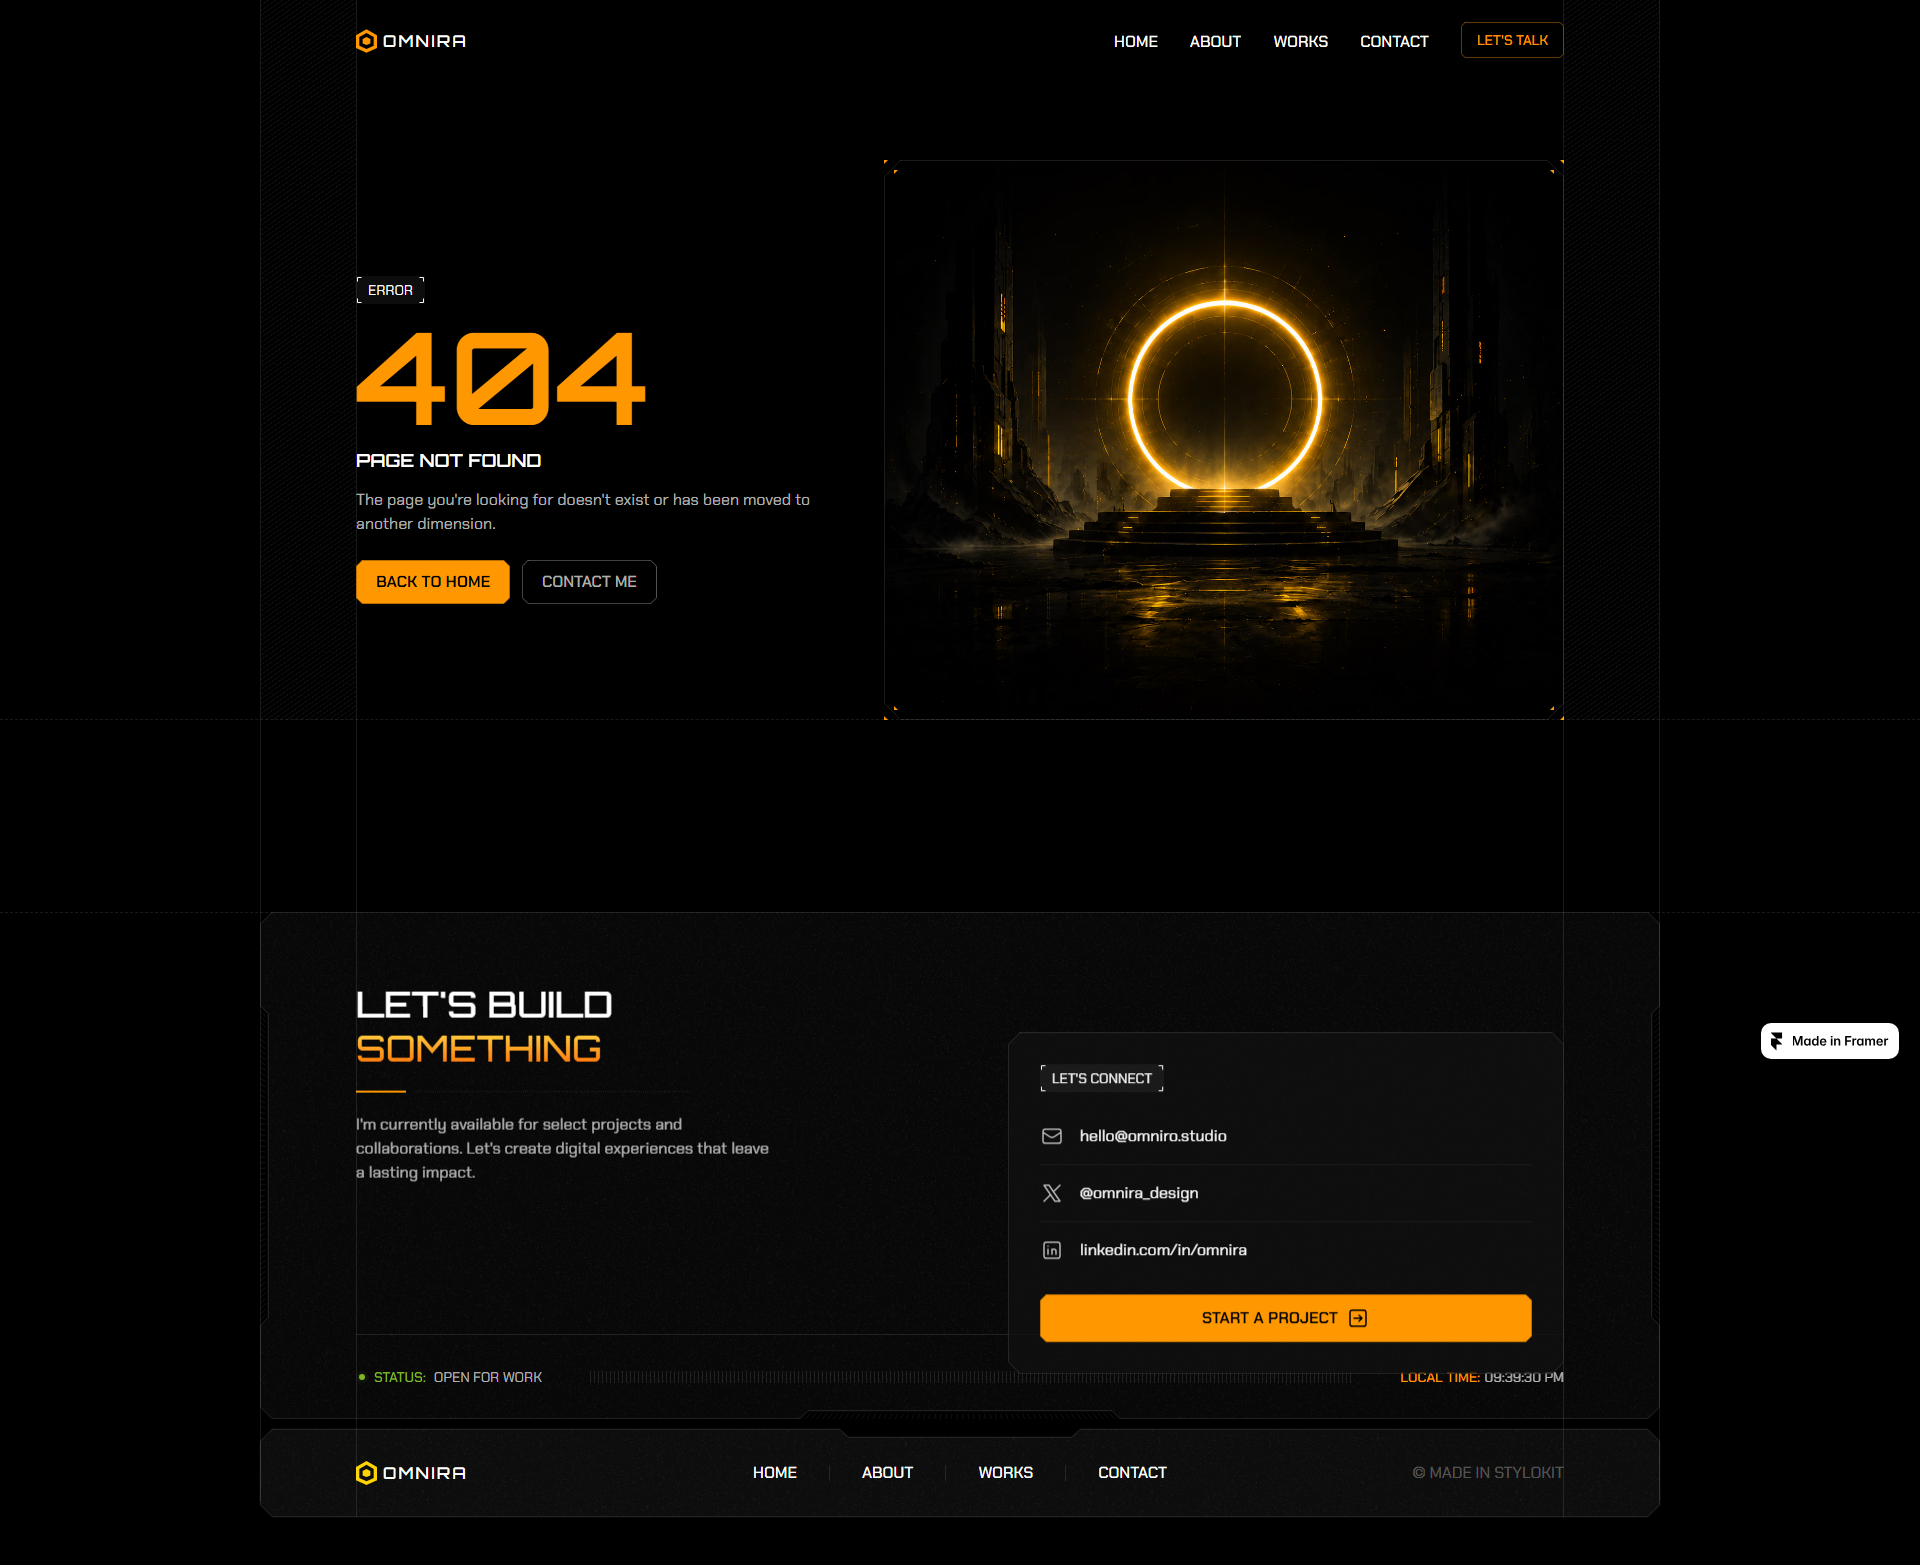 OMNIRA
HOME ABOUT WORKS CONTACT LET'S TALK
ERROR
404
PAGE NOT FOUND
The page you're looking for doesn't exist or has been moved to
another dimension.
BACK TO HOME CONTACT ME
LET'S BUILD
SOMETHING
I'm currently available for select projects and
collaborations. Let's create digital experiences that leave
a lasting impact.
LET'S CONNECT
hello@omniro.studio
@omnira_design
linkedin.com/in/omnira
START A PROJECT
STATUS: OPEN FOR WORK
LOCAL TIME: 09:39:30 PM
Made in Framer
OMNIRA
HOME ABOUT WORKS CONTACT
© MADE IN STYLOKIT